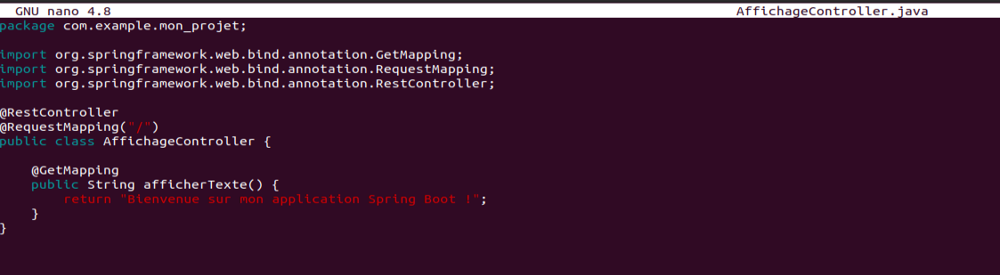 GNU nano 4.8 AffichageController.java
package com.example.mon_projet;
import org.springframework.web.bind.annotation.GetMapping;
import org.springframework.web.bind.annotation.RequestMapping;
import org.springframework.web.bind.annotation.RestController;
@RestController
@RequestMapping("/")
public class AffichageController {
@GetMapping
public String afficherTexte() {
return "Bienvenue sur mon application Spring Boot !";
}
}